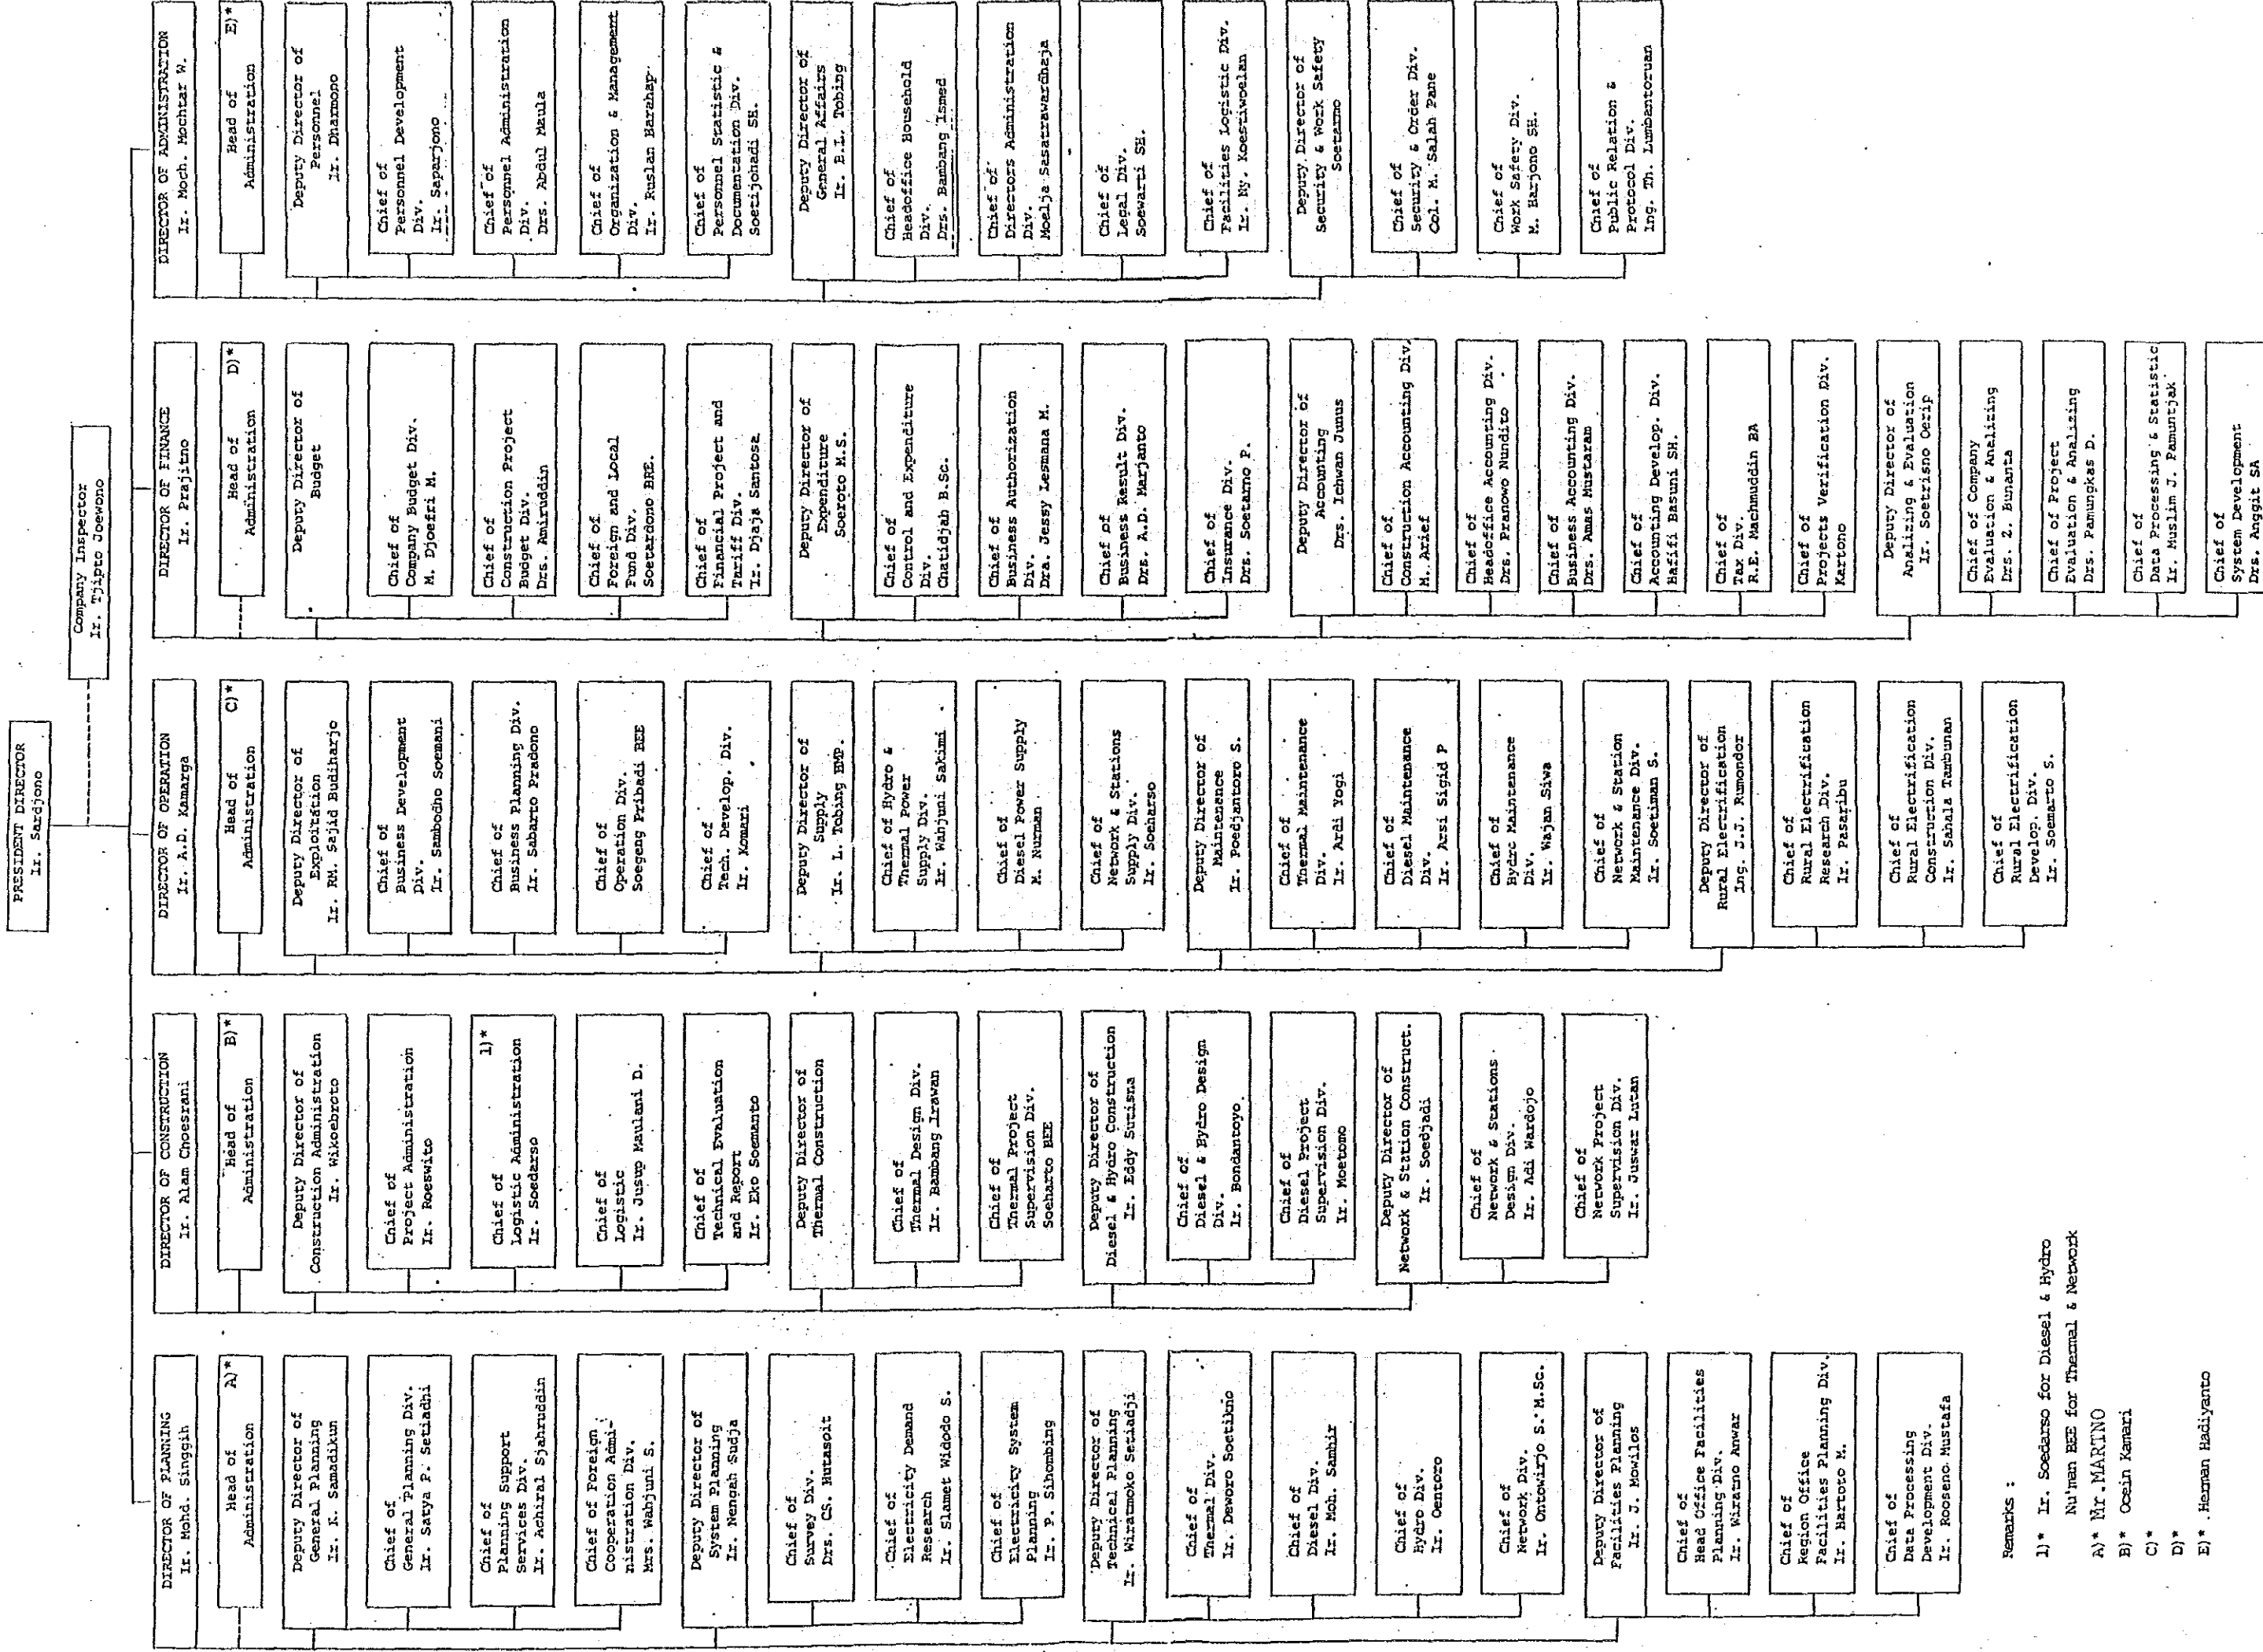 PRESIDENT DIRECTOR
Ir. Sardjono
Company Inspector
Ir. Tjipto Joewono
DIRECTOR OF PLANNING
Ir. Mohd. Singgih
Head of A)*
Administration
Deputy Director of
General Planning
Ir. K. Samadikun
Chief of
General Planning Div.
Ir. Satya P. Setiadhi
Chief of
Planning Support
Services Div.
Ir. Achiral Sjahruddin
Chief of Foreign
Cooperation Admi-
nistration Div.
Mrs. Wahjuni S.
Deputy Director of
System Planning
Ir. Nengah Sudja
Chief of
Survey Div.
Drs. CS. Hutasoit
Chief of
Electricity Demand
Research
Ir. Slamet Widodo S.
Chief of
Electricity System
Planning
Ir. P. Sihombing
Deputy Director of
Technical Planning
Ir. Wiratmoko Setiadji
Chief of
Thermal Div.
Ir. Deworo Soetikno
Chief of
Diesel Div.
Ir. Moh. Samhir
Chief of
Hydro Div.
Ir. Oentoro
Chief of
Network Div.
Ir. Ontowirjo S. M.Sc.
Deputy Director of
Facilities Planning
Ir. J. Mowilos
Chief of
Head Office Facilities
Planning Div.
Ir. Wiratno Anwar
Chief of
Region Office
Facilities Planning Div.
Ir. Hartoto M.
Chief of
Data Processing
Development Div.
Ir. Rooseno Mustafa
DIRECTOR OF CONSTRUCTION
Ir. Alam Choesrani
Head of B)*
Administration
Deputy Director of
Construction Administration
Ir. Wikoebroto
Chief of
Project Administration
Ir. Roeswito
Chief of 1)*
Logistic Administration
Ir. Soedarso
Chief of
Logistic
Ir. Jusup Maulani D.
Chief of
Technical Evaluation
and Report
Ir. Eko Soemanto
Deputy Director of
Thermal Construction
Chief of
Thermal Design Div.
Ir. Bambang Irawan
Chief of
Thermal Project
Supervision Div.
Soeharto BEE
Deputy Director of
Diesel & Hydro Construction
Ir. Eddy Sutisna
Chief of
Diesel & Hydro Design
Div.
Ir. Bondantoyo
Chief of
Diesel Project
Supervision Div.
Ir. Moetomo
Deputy Director of
Network & Station Construct.
Ir. Soedjadi
Chief of
Network & Stations
Design Div.
Ir. Adi Wardojo
Chief of
Network Project
Supervision Div.
Ir. Juswar Lutan
DIRECTOR OF OPERATION
Ir. A.D. Kamarga
Head of C)*
Administration
Deputy Director of
Exploitation
Ir. RM. Sajid Budiharjo
Chief of
Business Development
Div.
Ir. Sambodho Soemani
Chief of
Business Planning Div.
Ir. Sabarto Pradono
Chief of
Operation Div.
Soegeng Pribadi BEE
Chief of
Tech. Develop. Div.
Ir. Komari
Deputy Director of
Supply
Ir. L. Tobing HMP.
Chief of Hydro &
Thermal Power
Supply Div.
Ir. Wahjuni Sakimi
Chief of
Diesel Power Supply
M. Nurman
Chief of
Network & Stations
Supply Div.
Ir. Soeharso
Deputy Director of
Maintenence
Ir. Poedjantoro S.
Chief of
Thermal Maintenance
Div.
Ir. Ardi Yogi
Chief of
Diesel Maintenance
Div.
Ir. Arsi Sigid P
Chief of
Hydro Maintenance
Div.
Ir. Wajan Siwa
Chief of
Network & Station
Maintenance Div.
Ir. Soetiman S.
Deputy Director of
Rural Electrification
Ing. J.J. Rumondor
Chief of
Rural Electrification
Research Div.
Ir. Pasaribu
Chief of
Rural Electrification
Construction Div.
Ir. Sahala Tambunan
Chief of
Rural Electrification
Develop. Div.
Ir. Soemarto S.
DIRECTOR OF FINANCE
Ir. Prajitno
Head of D)*
Administration
Deputy Director of
Budget
Chief of
Company Budget Div.
M. Djoefri M.
Chief of
Construction Project
Budget Div.
Drs. Amiruddin
Chief of
Foreign and Local
Fund Div.
Soetardono BRE.
Chief of
Financial Project and
Tariff Div.
Ir. Djaja Santosa
Deputy Director of
Expenditure
Soeroto M.S.
Chief of
Control and Expenditure
Div.
Chatidjah B.Sc.
Chief of
Business Authorization
Div.
Dra. Jessy Lesmana M.
Chief of
Business Result Div.
Drs. A.D. Marjanto
Chief of
Insurance Div.
Drs. Soetarno P.
Deputy Director of
Accounting
Drs. Ichwan Junus
Chief of
Construction Accounting Div.
M. Arief
Chief of
Headoffice Accounting Div.
Drs. Pranowo Nundito
Chief of
Business Accounting Div.
Drs. Amas Mustaram
Chief of
Accounting Develop. Div.
Hafifi Basuni SH.
Chief of
Tax Div.
R.E. Machmuddin BA
Chief of
Projects Verification Div.
Kartono
Deputy Director of
Analizing & Evaluation
Ir. Soetrisno Oerip
Chief of Company
Evaluation & Analizing
Drs. Z. Bunanta
Chief of Project
Evaluation & Analizing
Drs. Pamungkas D.
Chief of
Data Processing & Statistic
Ir. Muslim J. Pamuntjak
Chief of
System Development
Drs. Anggit SA
DIRECTOR OF ADMINISTRATION
Ir. Moch. Mochtar W.
Head of E)*
Administration
Deputy Director of
Personnel
Ir. Dharmono
Chief of
Personnel Development
Div.
Ir. Saparjono
Chief of
Personnel Administration
Div.
Drs. Abdul Maula
Chief of
Organization & Management
Div.
Ir. Ruslan Harahap
Chief of
Personnel Statistic &
Documentation Div.
Soetijohadi SH.
Deputy Director of
General Affairs
Ir. B.L. Tobing
Chief of
Headoffice Household
Div.
Drs. Bambang Ismed
Chief of
Directors Administration
Div.
Moelja Sasatrawardhaja
Chief of
Legal Div.
Soewarti SH.
Chief of
Facilities Logistic Div.
Ir. Ny. Koestiwoelan
Deputy Director of
Security & Work Safety
Soetarno
Chief of
Security & Order Div.
Col. M. Salah Pane
Chief of
Work Safety Div.
M. Harjono SH.
Chief of
Public Relation &
Protocol Div.
Ing. Th. Lumbantoruan
Remarks :
1)* Ir. Soedarso for Diesel & Hydro
Nu'man BEE for Thermal & Network
A)* Mr. MARTNO
B)* Ocein Kamari
C)*
D)*
E)* Herman Hadiyanto